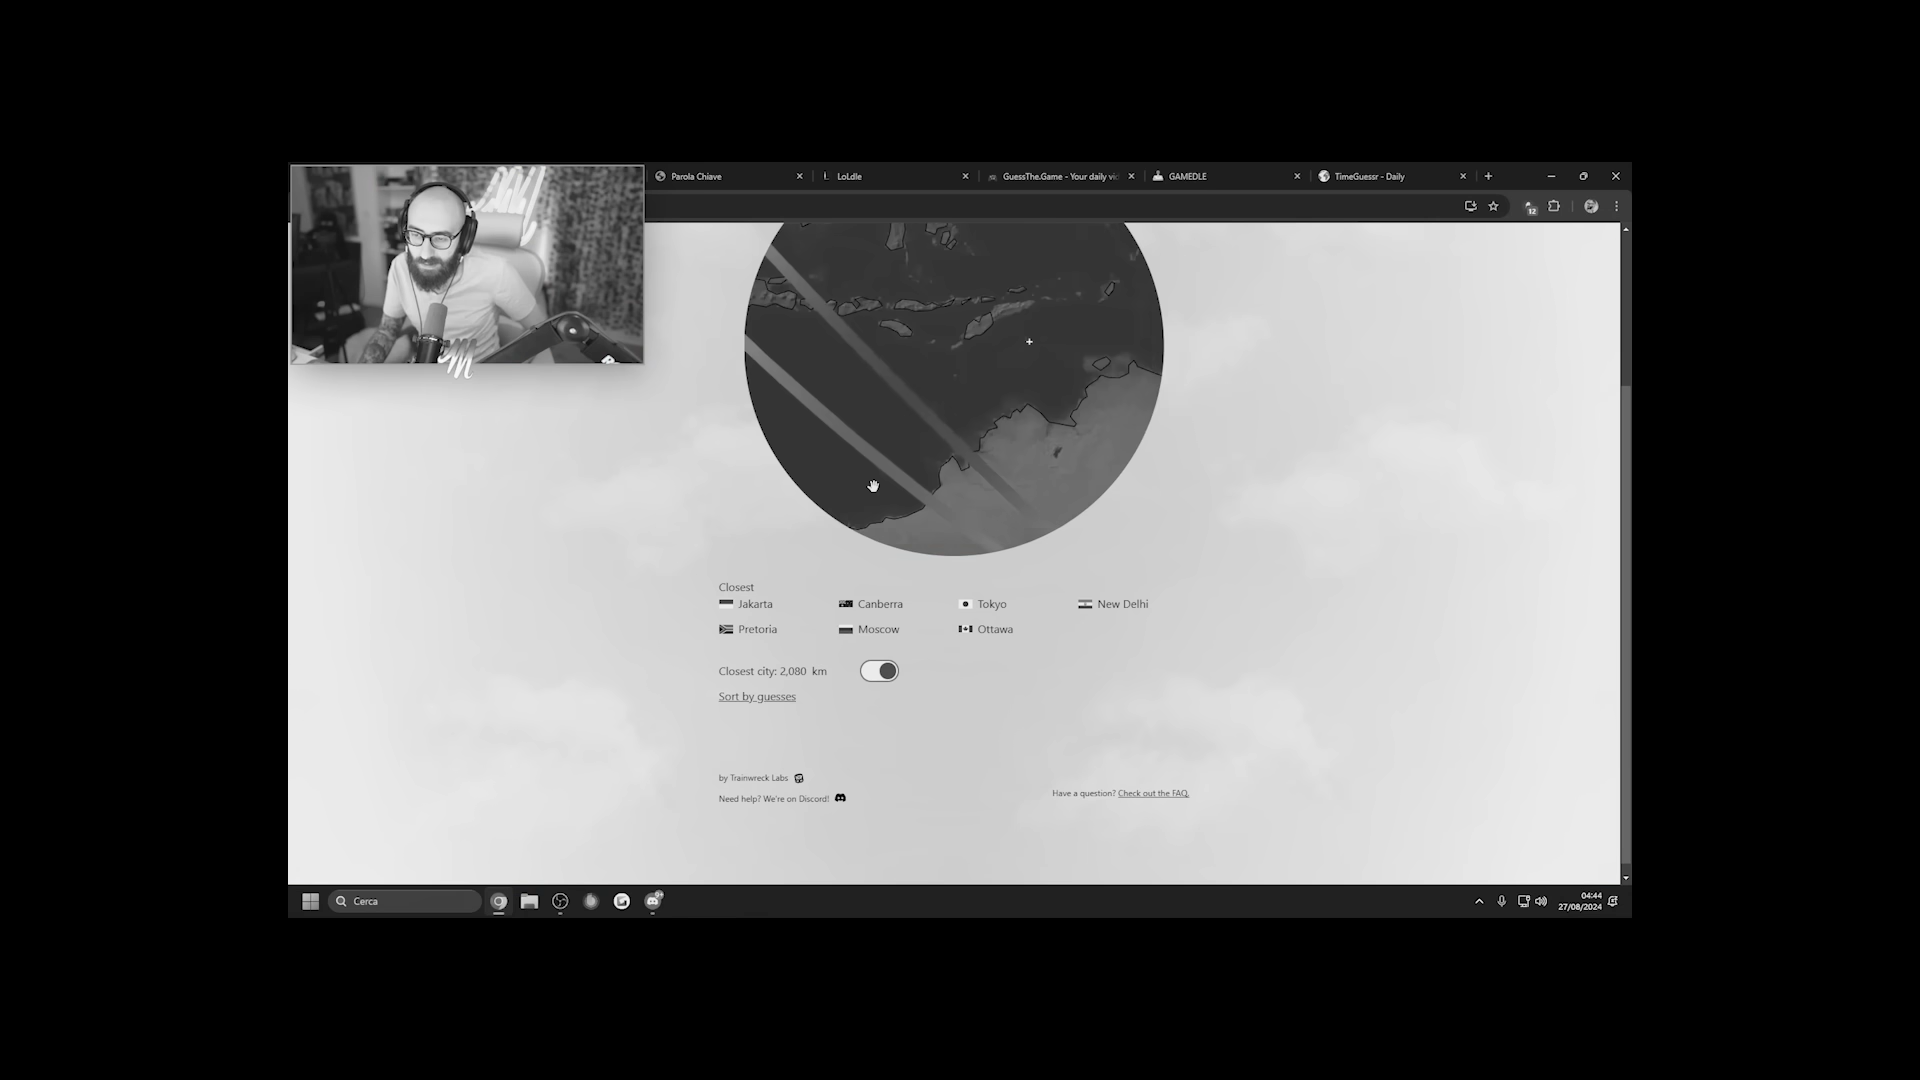 Parola Chiave
LoLdle
GuessThe.Game - Your daily vi
GAMEDLE
TimeGuessr - Daily
12
Closest
Jakarta
Canberra
Tokyo
New Delhi
Pretoria
Moscow
Ottawa
Closest city: 2,080 km
Sort by guesses
by Trainwreck Labs
Need help? We're on Discord!
Have a question? Check out the FAQ.
Cerca
04:44
27/08/2024